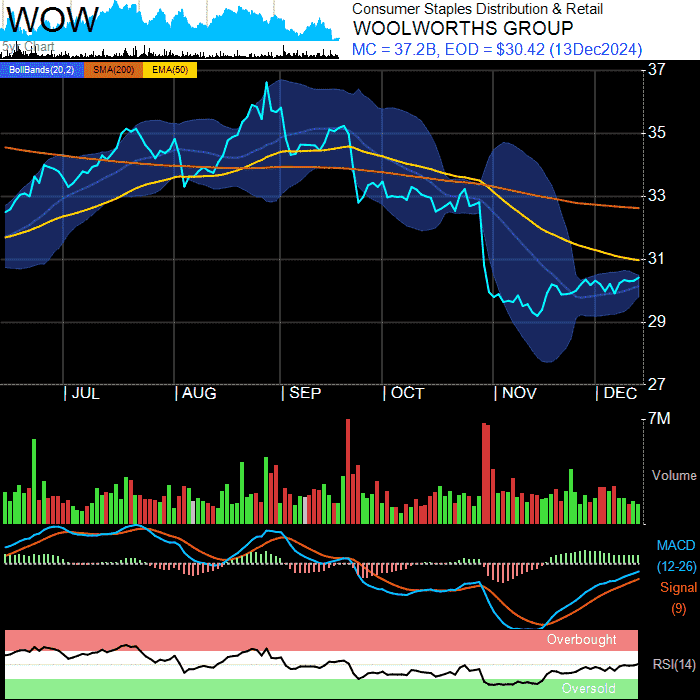 WOW
5yr Chart
Consumer Staples Distribution & Retail
WOOLWORTHS GROUP
MC = 37.2B, EOD = $30.42 (13Dec2024)
BollBands(20,2) SMA(200) EMA(50)
37
35
33
31
29
27
JUL AUG SEP OCT NOV DEC
7M
Volume
MACD
(12-26)
Signal
(9)
Overbought
RSI(14)
Oversold